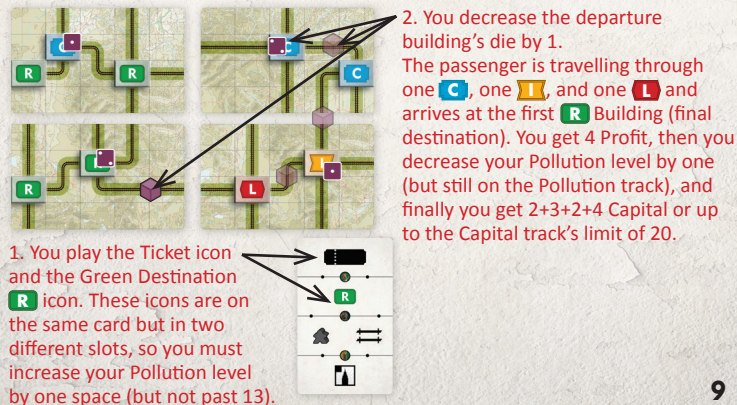 C
R
R
C
C
R
R
L
I
2. You decrease the departure
building's die by 1.
The passenger is travelling through
one C, one I, and one L and
arrives at the first R Building (final
destination). You get 4 Profit, then you
decrease your Pollution level by one
(but still on the Pollution track), and
finally you get 2+3+2+4 Capital or up
to the Capital track's limit of 20.
1. You play the Ticket icon
and the Green Destination
R icon. These icons are on
the same card but in two
different slots, so you must
increase your Pollution level
by one space (but not past 13).
R
9